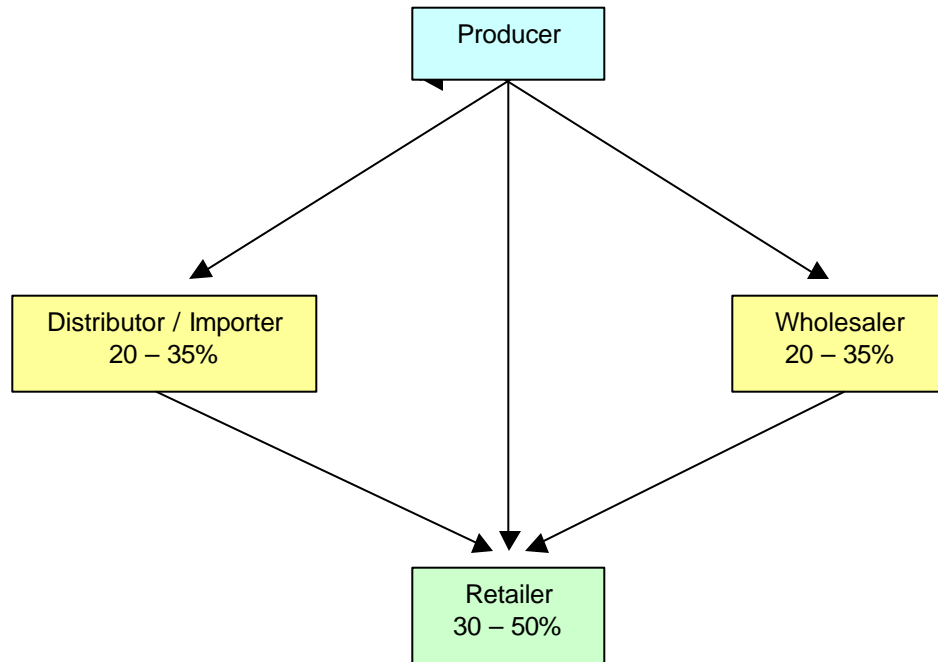 Producer
Distributor / Importer
20 – 35%
Wholesaler
20 – 35%
Retailer
30 – 50%